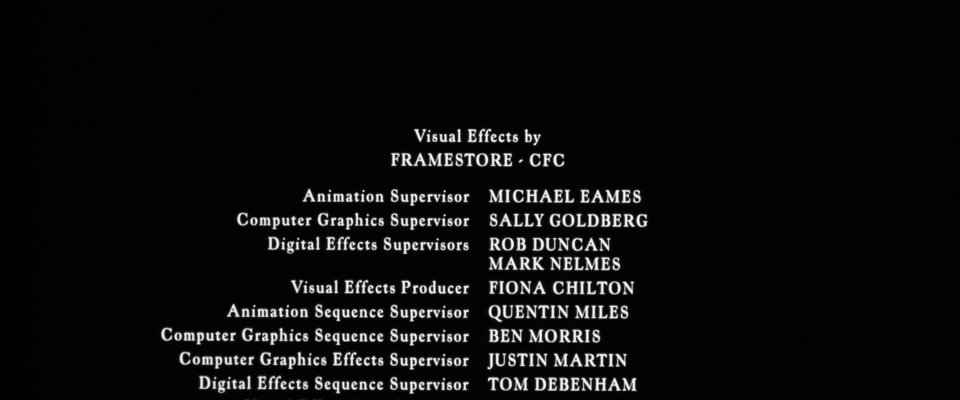 Visual Effects by
FRAMESTORE - CFC
Animation Supervisor MICHAEL EAMES
Computer Graphics Supervisor SALLY GOLDBERG
Digital Effects Supervisors ROB DUNCAN
MARK NELMES
Visual Effects Producer FIONA CHILTON
Animation Sequence Supervisor QUENTIN MILES
Computer Graphics Sequence Supervisor BEN MORRIS
Computer Graphics Effects Supervisor JUSTIN MARTIN
Digital Effects Sequence Supervisor TOM DEBENHAM